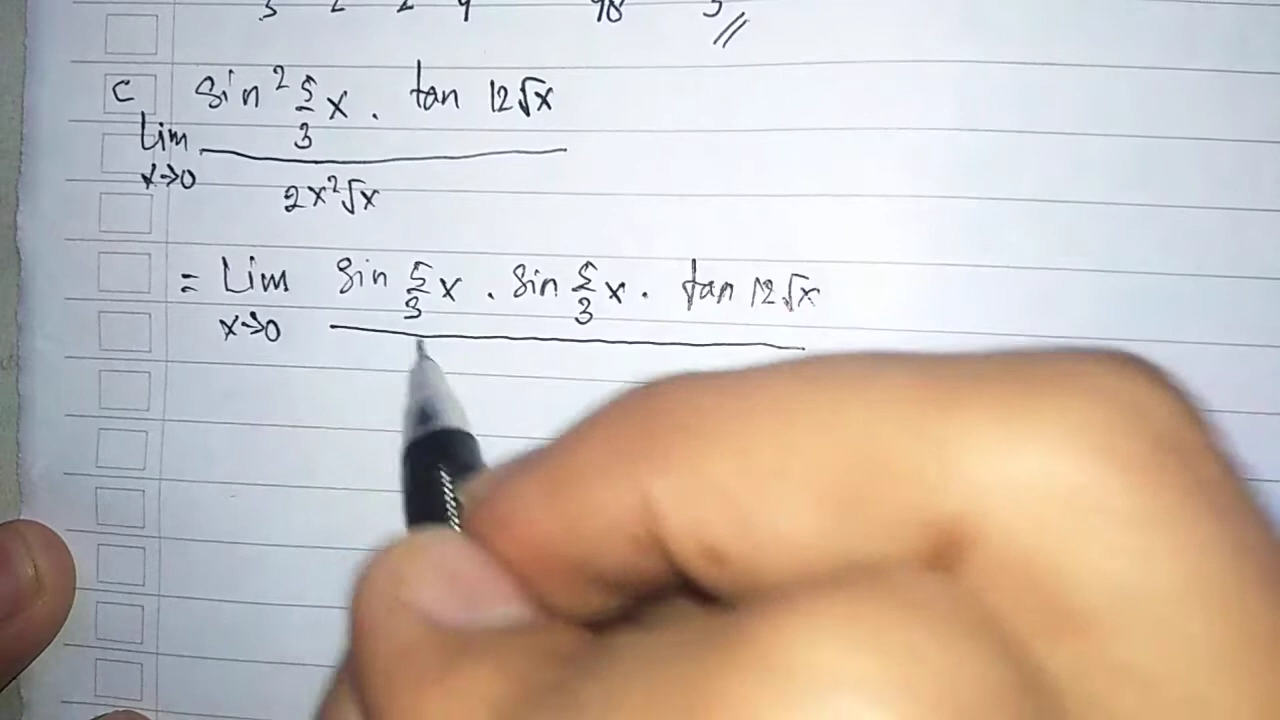 c sin² 5/3 x . tan 12√x
Lim
x→0
2x²√x
= Lim sin 5/3 x . sin 5/3 x . tan 12√x
x→0